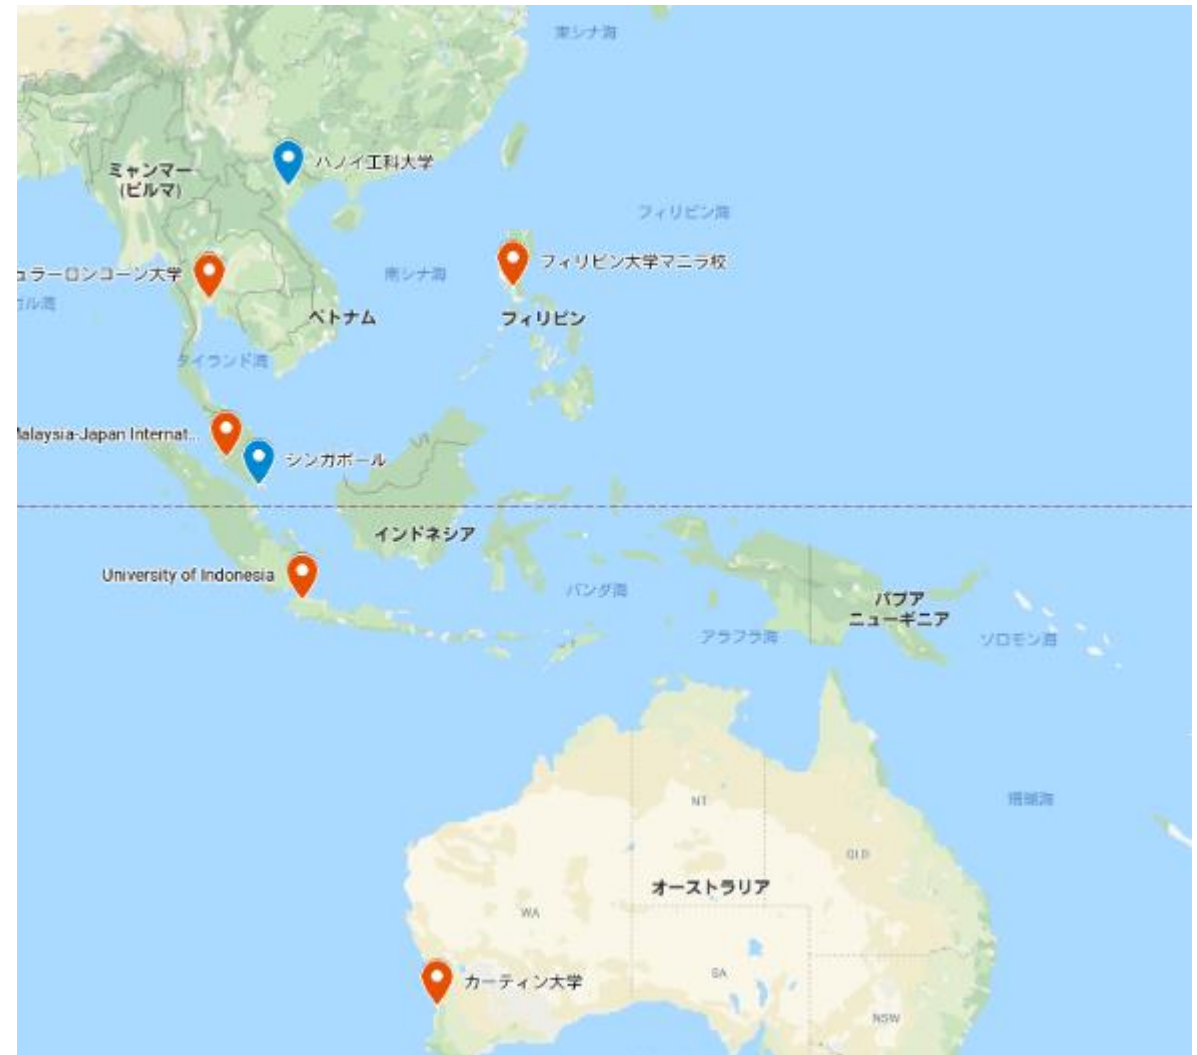 東シナ海
ハノイ工科大学
ミャンマー
(ビルマ)
フィリピン海
フィリピン大学マニラ校
ュラーロンコーン大学
南シナ海
ベトナム
フィリピン
タイランド湾
Malaysia-Japan Internat...
シンガポール
インドネシア
University of Indonesia
バンダ海
パプア
ニューギニア
アラフラ海
ソロモン海
NT
珊瑚海
QLD
オーストラリア
WA
SA
カーティン大学
NSW